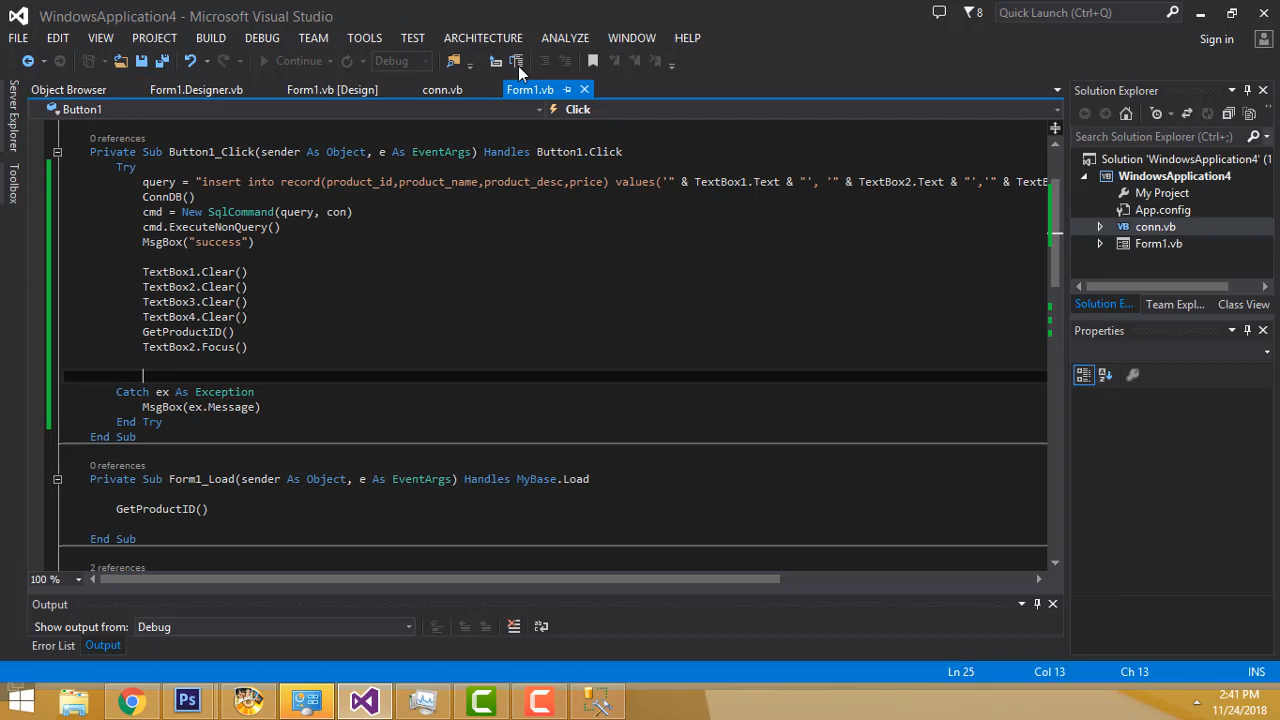 WindowsApplication4 - Microsoft Visual Studio
8
Quick Launch (Ctrl+Q)
FILE EDIT VIEW PROJECT BUILD DEBUG TEAM TOOLS TEST ARCHITECTURE ANALYZE WINDOW HELP
Sign in
Continue Debug
Server Explorer
Toolbox
Object Browser Form1.Designer.vb Form1.vb [Design] conn.vb Form1.vb
Button1 Click
0 references
Private Sub Button1_Click(sender As Object, e As EventArgs) Handles Button1.Click
Try
query = "insert into record(product_id,product_name,product_desc,price) values('" & TextBox1.Text & "', '" & TextBox2.Text & "','" & TextB
ConnDB()
cmd = New SqlCommand(query, con)
cmd.ExecuteNonQuery()
MsgBox("success")
TextBox1.Clear()
TextBox2.Clear()
TextBox3.Clear()
TextBox4.Clear()
GetProductID()
TextBox2.Focus()
Catch ex As Exception
MsgBox(ex.Message)
End Try
End Sub
0 references
Private Sub Form1_Load(sender As Object, e As EventArgs) Handles MyBase.Load
GetProductID()
End Sub
2 references
100 %
Output
Show output from: Debug
Error List Output
Solution Explorer
Search Solution Explorer (Ctrl+;)
Solution 'WindowsApplication4' (1
WindowsApplication4
My Project
App.config
conn.vb
Form1.vb
Solution E... Team Expl... Class View
Properties
Ln 25 Col 13 Ch 13 INS
Ps
2:41 PM
11/24/2018